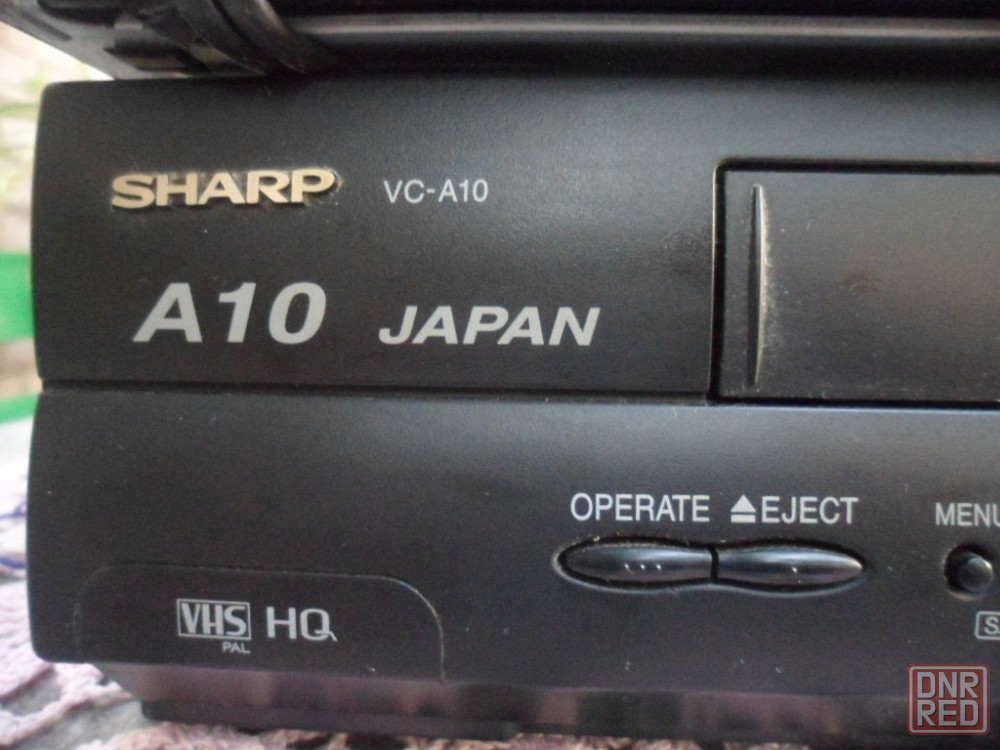 SHARP VC-A10
A10 JAPAN
OPERATE ⏏EJECT
MENU
VHS HQ
PAL
DNR
RED